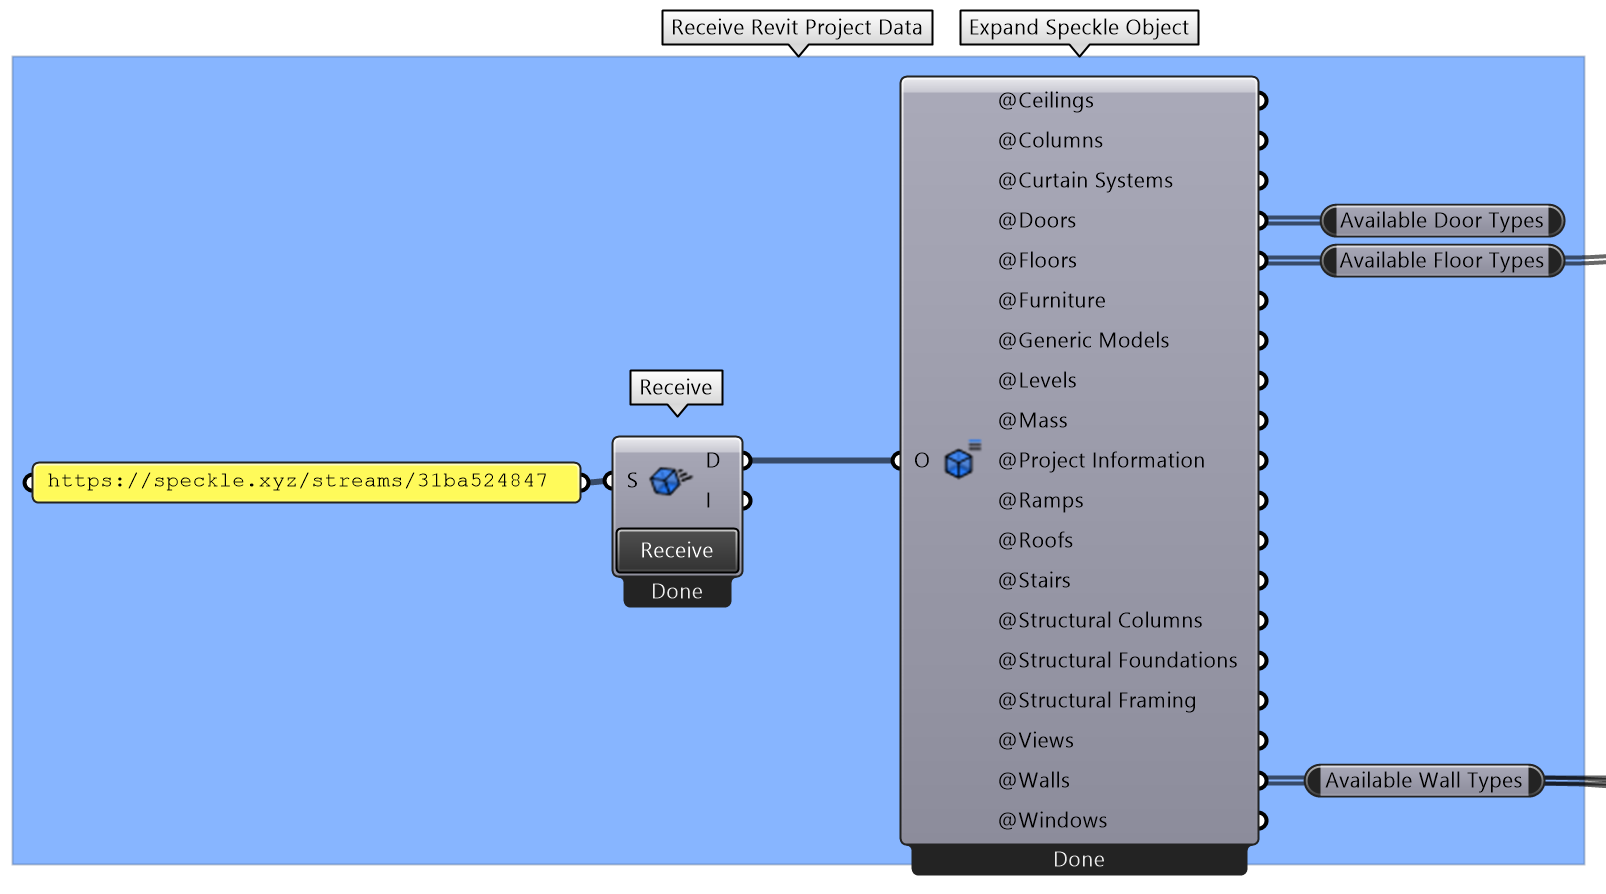 Receive Revit Project Data
Expand Speckle Object
@Ceilings
@Columns
@Curtain Systems
@Doors
Available Door Types
@Floors
Available Floor Types
@Furniture
@Generic Models
@Levels
Receive
@Mass
D
O
@Project Information
https://speckle.xyz/streams/31ba524847
S
I
@Ramps
Receive
@Roofs
Done
@Stairs
@Structural Columns
@Structural Foundations
@Structural Framing
@Views
@Walls
Available Wall Types
@Windows
Done